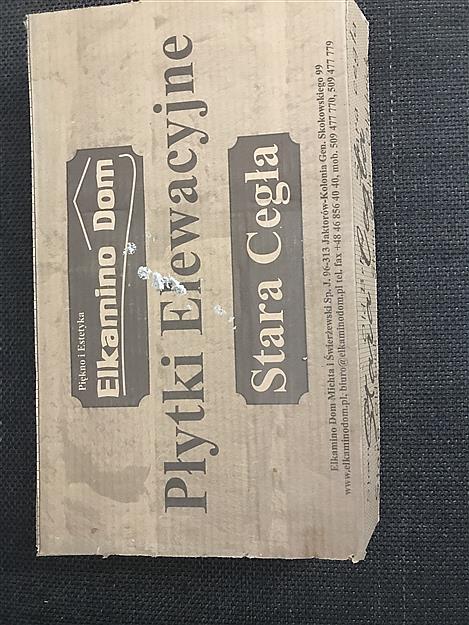 Piękno i Estetyka
Elkamino Dom
Płytki Elewacyjne
Stara Cegła
Elkamino Dom Michta i Świerżewski Sp. J. 96-313 Jaktorów-Kolonia Gen. Skokowskiego 99
www.elkaminodom.pl, biuro@elkaminodom.pl tel. fax +48 46 856 40 40, mob. 509 477 770, 509 477 779